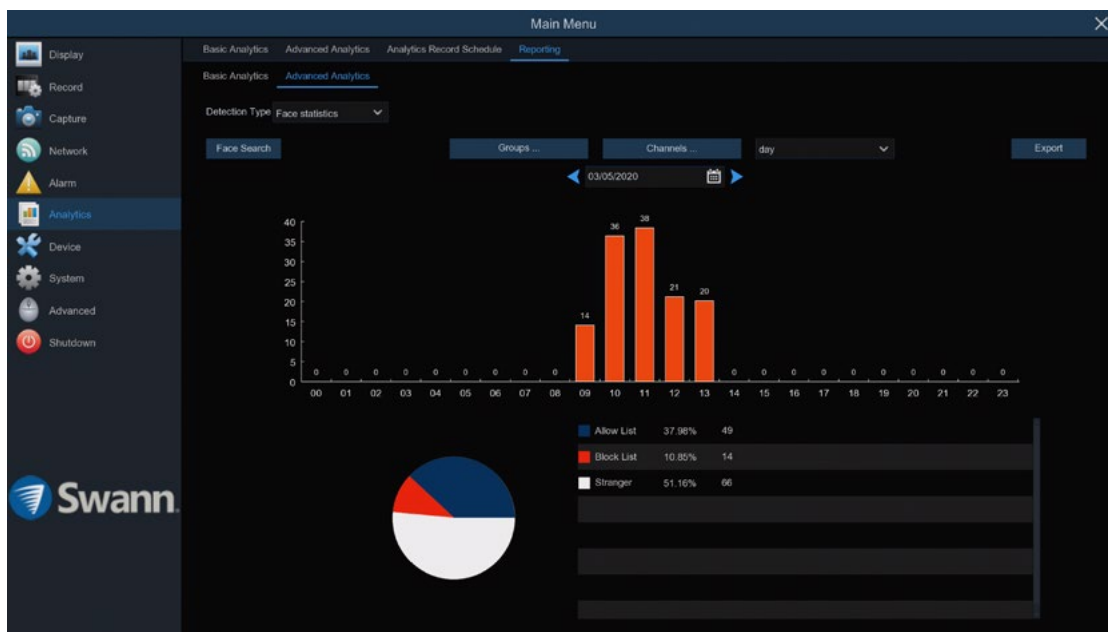 Main Menu
Display
Record
Capture
Network
Alarm
Analytics
Device
System
Advanced
Shutdown
Swann
Basic Analytics Advanced Analytics Analytics Record Schedule Reporting
Basic Analytics Advanced Analytics
Detection Type Face statistics
Face Search Groups ... Channels ... day Export
03/05/2020
40
35
30
25
20
15
10
5
0
0 0 0 0 0 0 0 0 0 14 36 38 21 20 0 0 0 0 0 0 0 0 0 0
00 01 02 03 04 05 06 07 08 09 10 11 12 13 14 15 16 17 18 19 20 21 22 23
Allow List 37.98% 49
Block List 10.85% 14
Stranger 51.16% 66